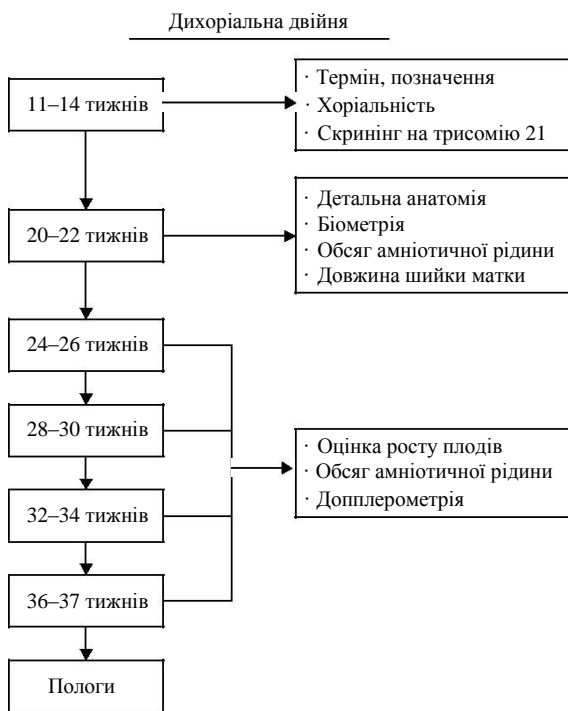 Дихоріальна двійня
11–14 тижнів
· Термін, позначення
· Хоріальність
· Скринінг на трисомію 21
20–22 тижнів
· Детальна анатомія
· Біометрія
· Обсяг амніотичної рідини
· Довжина шийки матки
24–26 тижнів
28–30 тижнів
32–34 тижнів
36–37 тижнів
· Оцінка росту плодів
· Обсяг амніотичної рідини
· Допплерометрія
Пологи